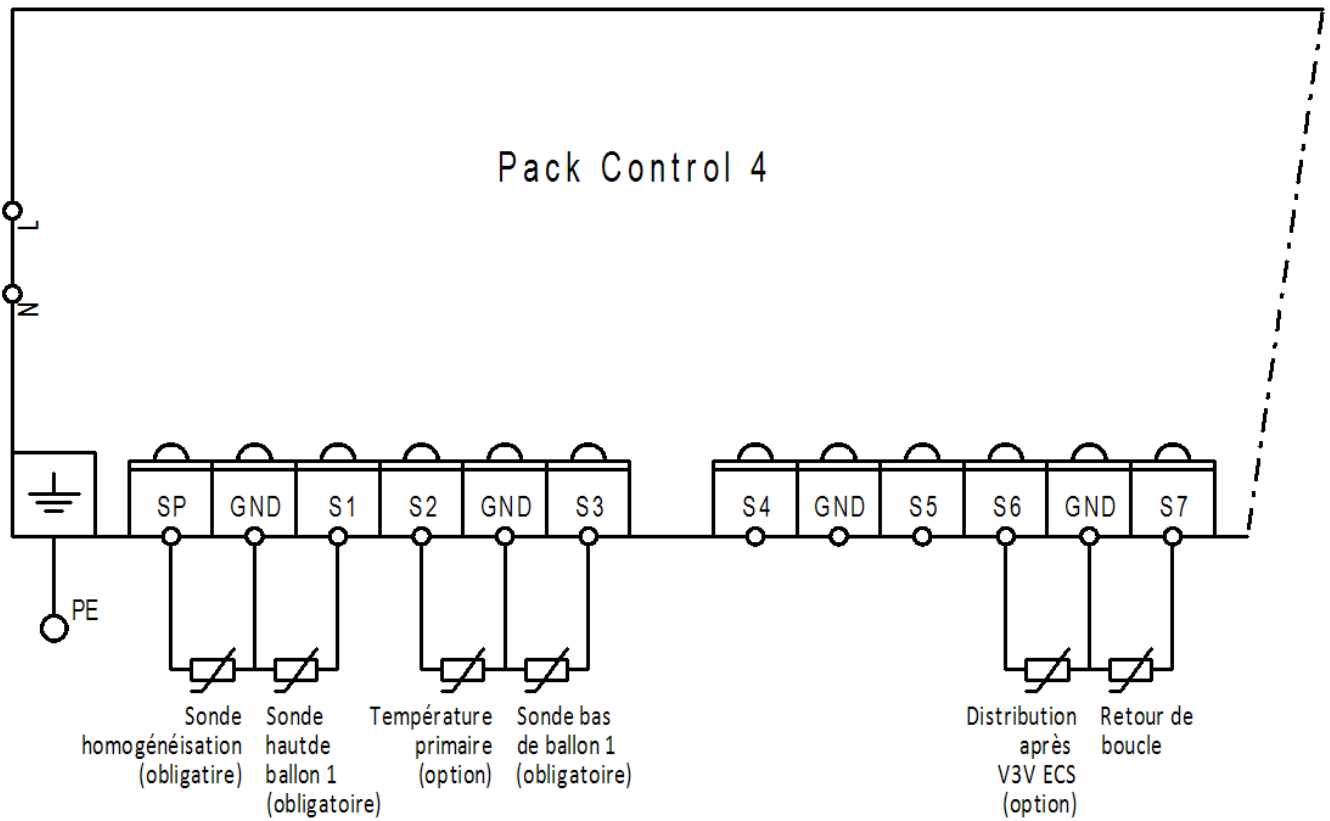 Pack Control 4
L
N
SP GND S1 S2 GND S3 S4 GND S5 S6 GND S7
PE
Sonde
homogénéisation
(obligatire)
Sonde
hautde
ballon 1
(obligatoire)
Température
primaire
(option)
Sonde bas
de ballon 1
(obligatoire)
Distribution
après
V3V ECS
(option)
Retour de
boucle